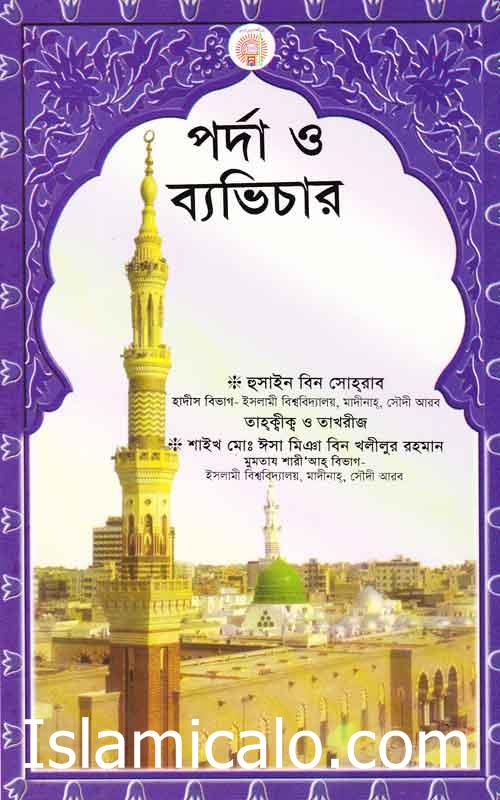 পর্দা ও
ব্যভিচার
❈ হুসাইন বিন সোহ্‌রাব
হাদীস বিভাগ- ইসলামী বিশ্ববিদ্যালয়, মাদীনাহ্, সৌদী আরব
তাহ্‌ক্বীক্ব ও তাখরীজ
❈ শাইখ মোঃ ঈসা মিঞা বিন খলীলুর রহমান
মুমতায শারী'আহ্ বিভাগ-
ইসলামী বিশ্ববিদ্যালয়, মাদীনাহ্, সৌদী আরব
Islamicalo.com